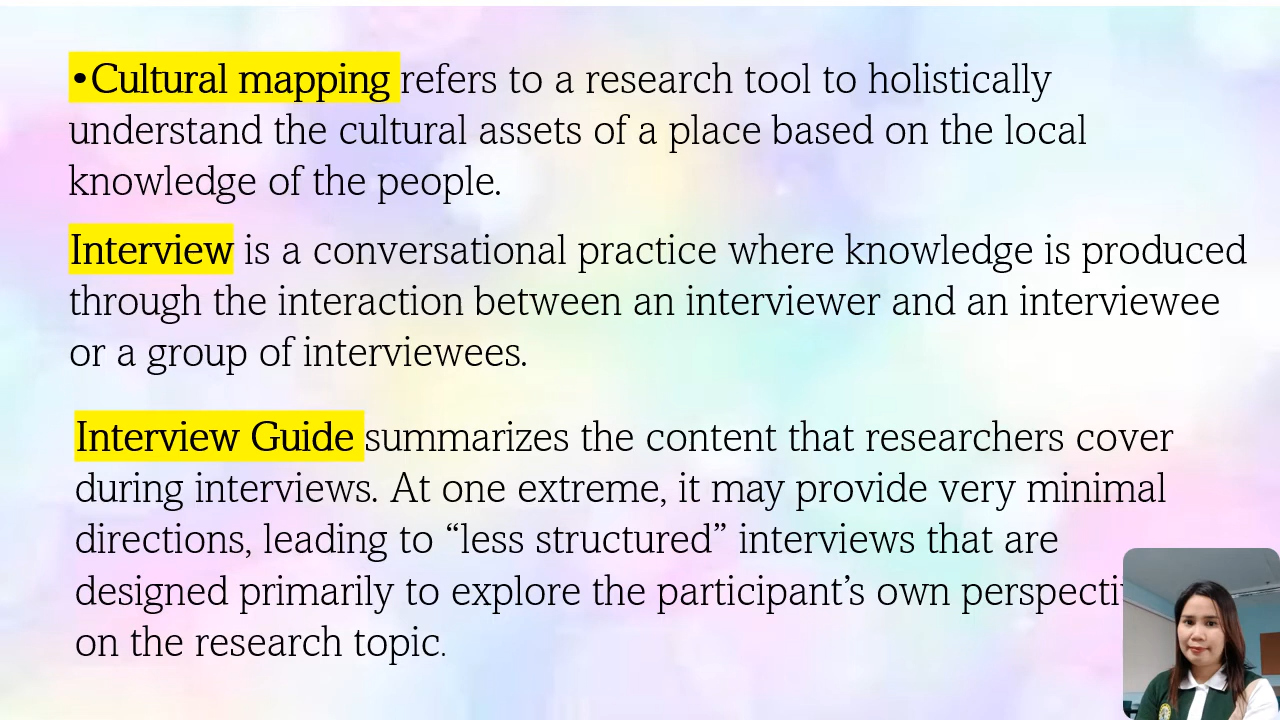 •Cultural mapping refers to a research tool to holistically
understand the cultural assets of a place based on the local
knowledge of the people.
Interview is a conversational practice where knowledge is produced
through the interaction between an interviewer and an interviewee
or a group of interviewees.
Interview Guide summarizes the content that researchers cover
during interviews. At one extreme, it may provide very minimal
directions, leading to “less structured” interviews that are
designed primarily to explore the participant’s own
on the research topic.